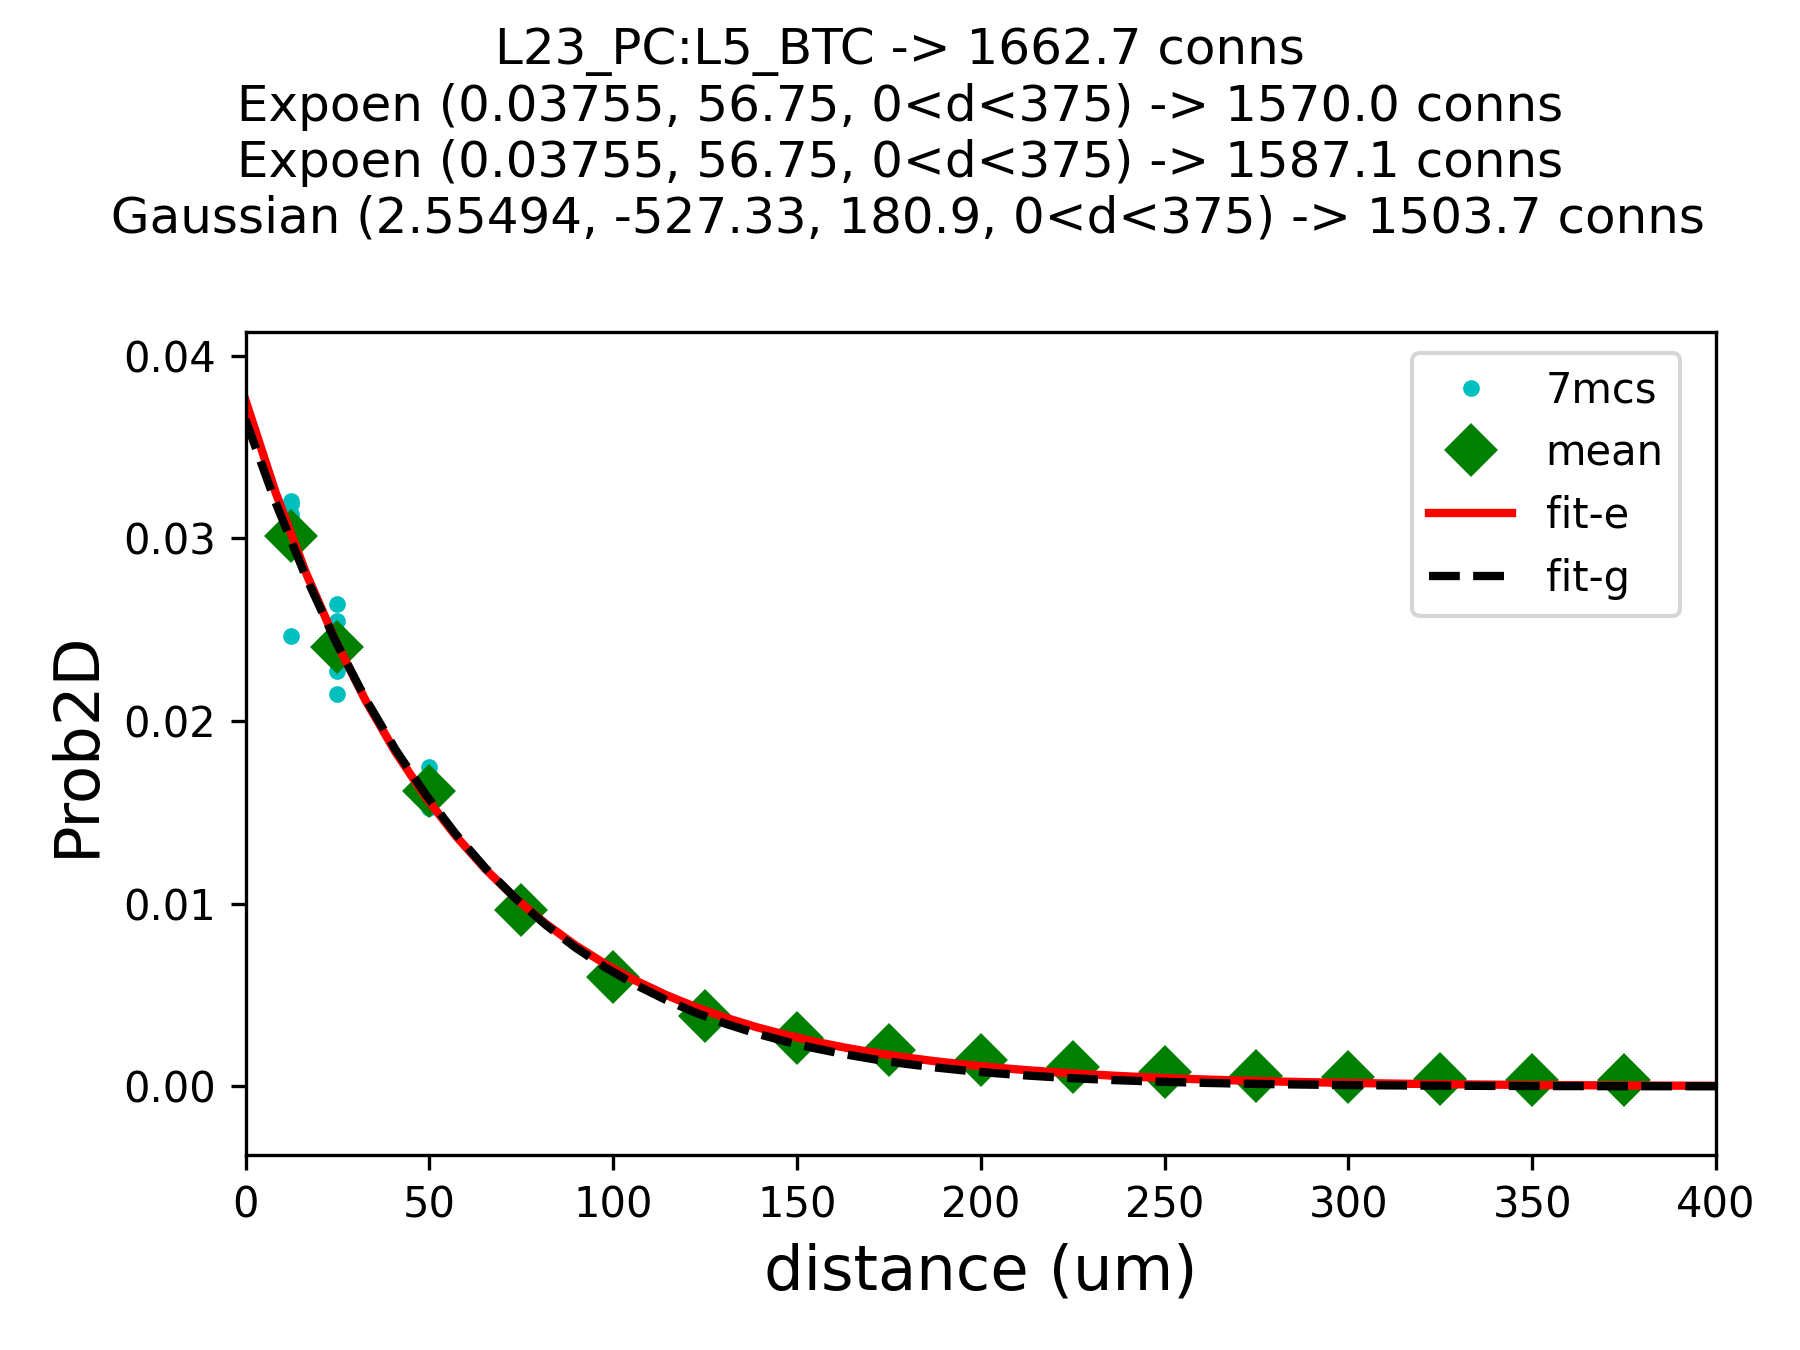 L23_PC:L5_BTC -> 1662.7 conns
Expoen (0.03755, 56.75, 0<d<375) -> 1570.0 conns
Expoen (0.03755, 56.75, 0<d<375) -> 1587.1 conns
Gaussian (2.55494, -527.33, 180.9, 0<d<375) -> 1503.7 conns
0.04
0.03
0.02
0.01
0.00
Prob2D
7mcs
mean
fit-e
fit-g
0 50 100 150 200 250 300 350 400
distance (um)